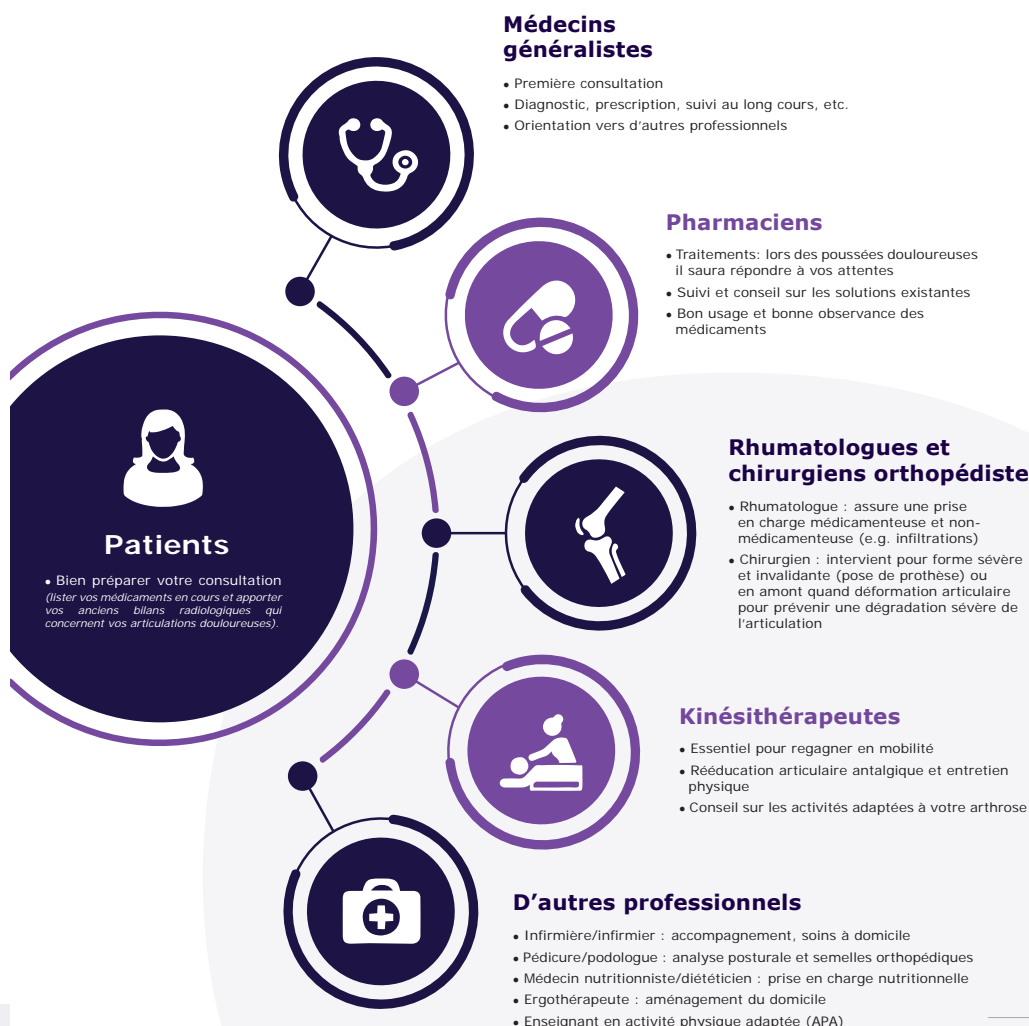 Médecins
généralistes
• Première consultation
• Diagnostic, prescription, suivi au long cours, etc.
• Orientation vers d'autres professionnels
Pharmaciens
• Traitements: lors des poussées douloureuses
il saura répondre à vos attentes
• Suivi et conseil sur les solutions existantes
• Bon usage et bonne observance des
médicaments
Patients
• Bien préparer votre consultation
(lister vos médicaments en cours et apporter
vos anciens bilans radiologiques qui
concernent vos articulations douloureuses).
Rhumatologues et
chirurgiens orthopédiste
• Rhumatologue : assure une prise
en charge médicamenteuse et non-
médicamenteuse (e.g. infiltrations)
• Chirurgien : intervient pour forme sévère
et invalidante (pose de prothèse) ou
en amont quand déformation articulaire
pour prévenir une dégradation sévère de
l'articulation
Kinésithérapeutes
• Essentiel pour regagner en mobilité
• Rééducation articulaire antalgique et entretien
physique
• Conseil sur les activités adaptées à votre arthrose
D'autres professionnels
• Infirmière/infirmier : accompagnement, soins à domicile
• Pédicure/podologue : analyse posturale et semelles orthopédiques
• Médecin nutritionniste/diététicien : prise en charge nutritionnelle
• Ergothérapeute : aménagement du domicile
• Enseignant en activité physique adaptée (APA)